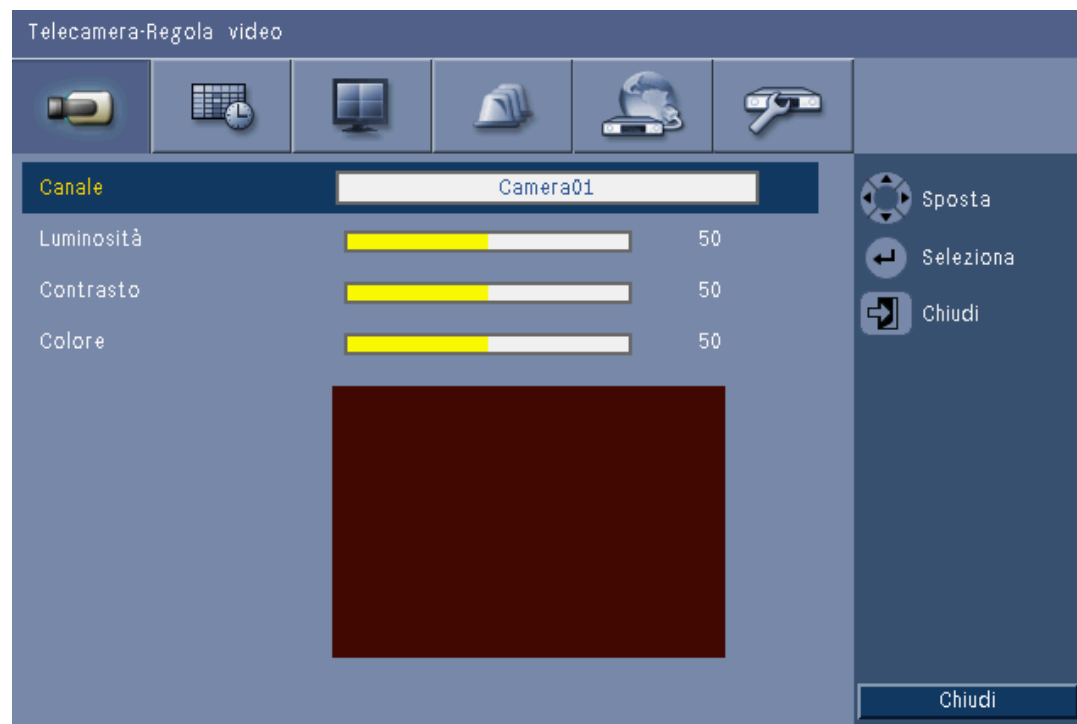 Telecamera-Regola video
Canale Camera01
Luminosità 50
Contrasto 50
Colore 50
Sposta
Seleziona
Chiudi
Chiudi